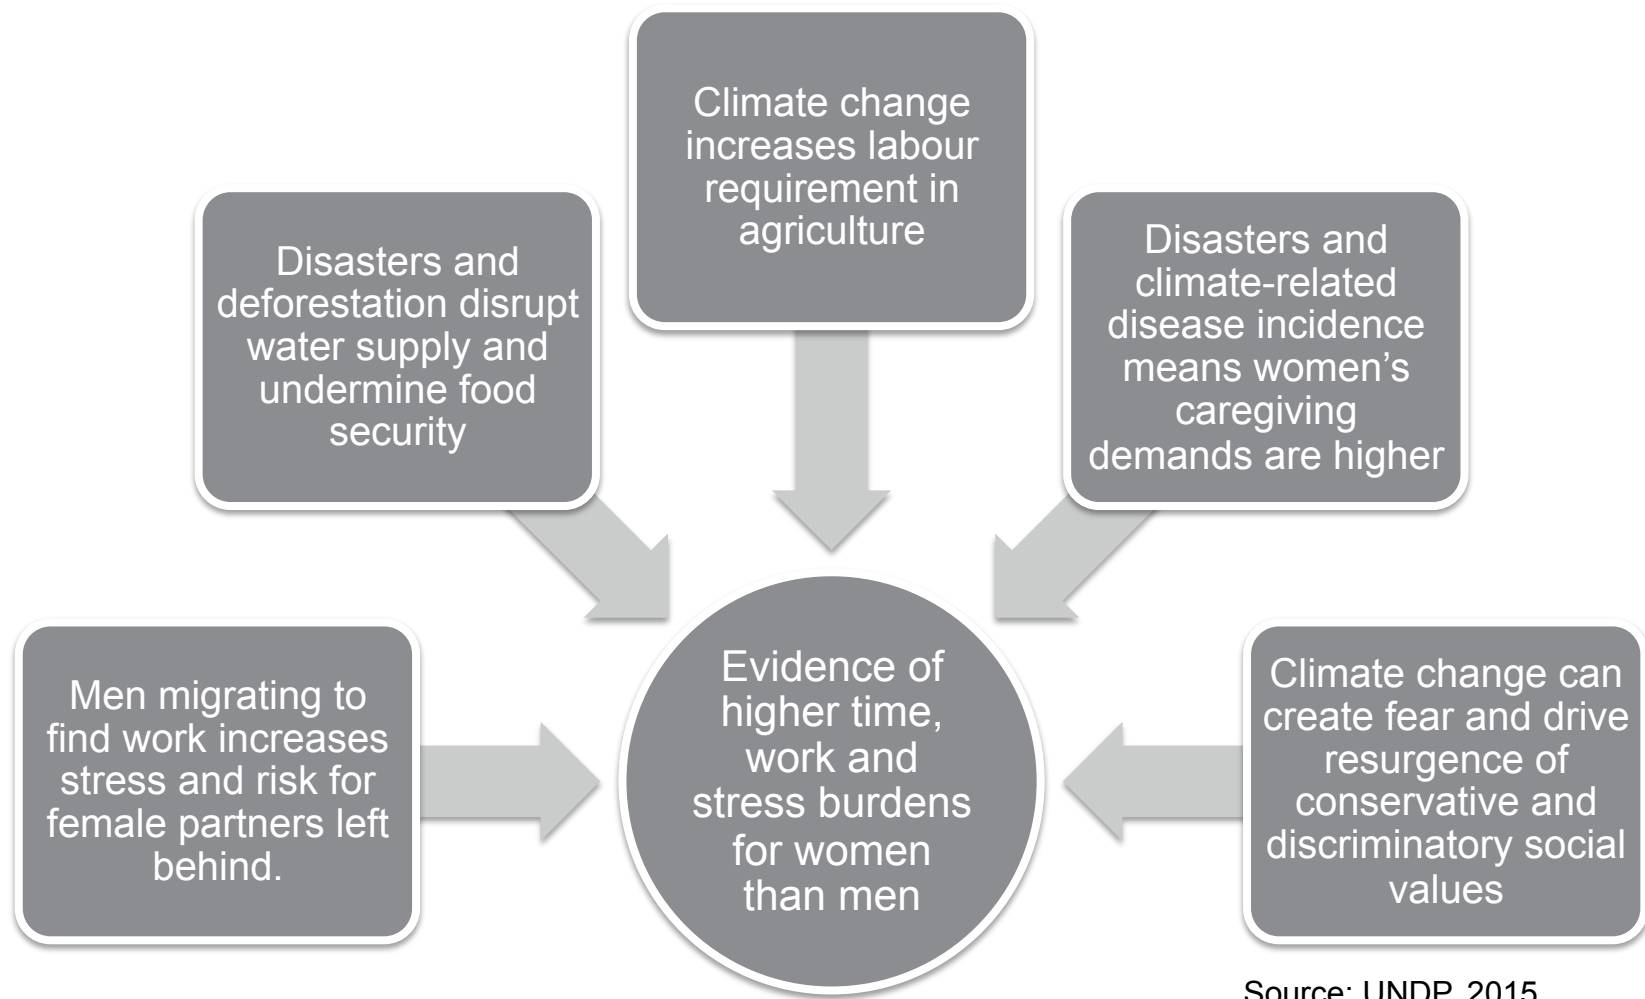 Climate change
increases labour
requirement in
agriculture
Disasters and
deforestation disrupt
water supply and
undermine food
security
Disasters and
climate-related
disease incidence
means women’s
caregiving
demands are higher
Men migrating to
find work increases
stress and risk for
female partners left
behind.
Evidence of
higher time,
work and
stress burdens
for women
than men
Climate change can
create fear and drive
resurgence of
conservative and
discriminatory social
values
Source: UNDP, 2015